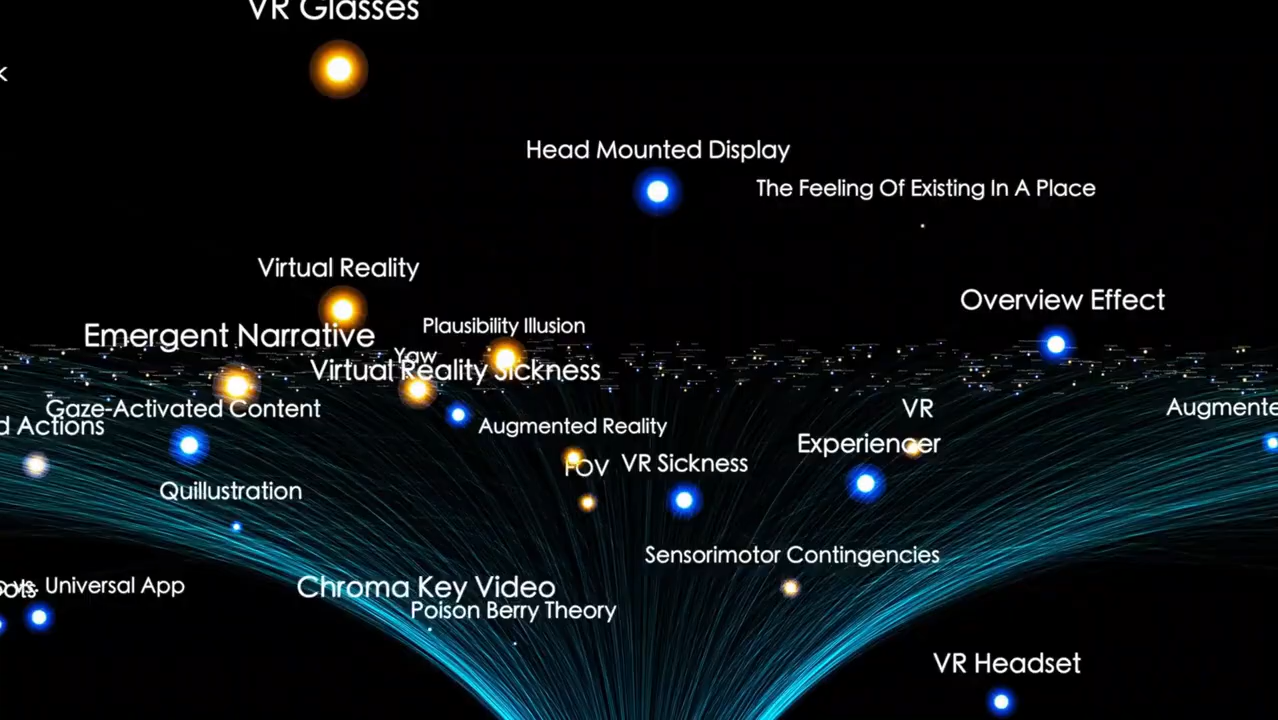 VR Glasses
Head Mounted Display
The Feeling Of Existing In A Place
Virtual Reality
Overview Effect
Plausibility Illusion
Emergent Narrative
Yaw
Virtual Reality Sickness
Gaze-Activated Content
VR
Actions
Augmented Reality
Experiencer
FOV
VR Sickness
Quillustration
Sensorimotor Contingencies
Universal App
Chroma Key Video
Poison Berry Theory
VR Headset